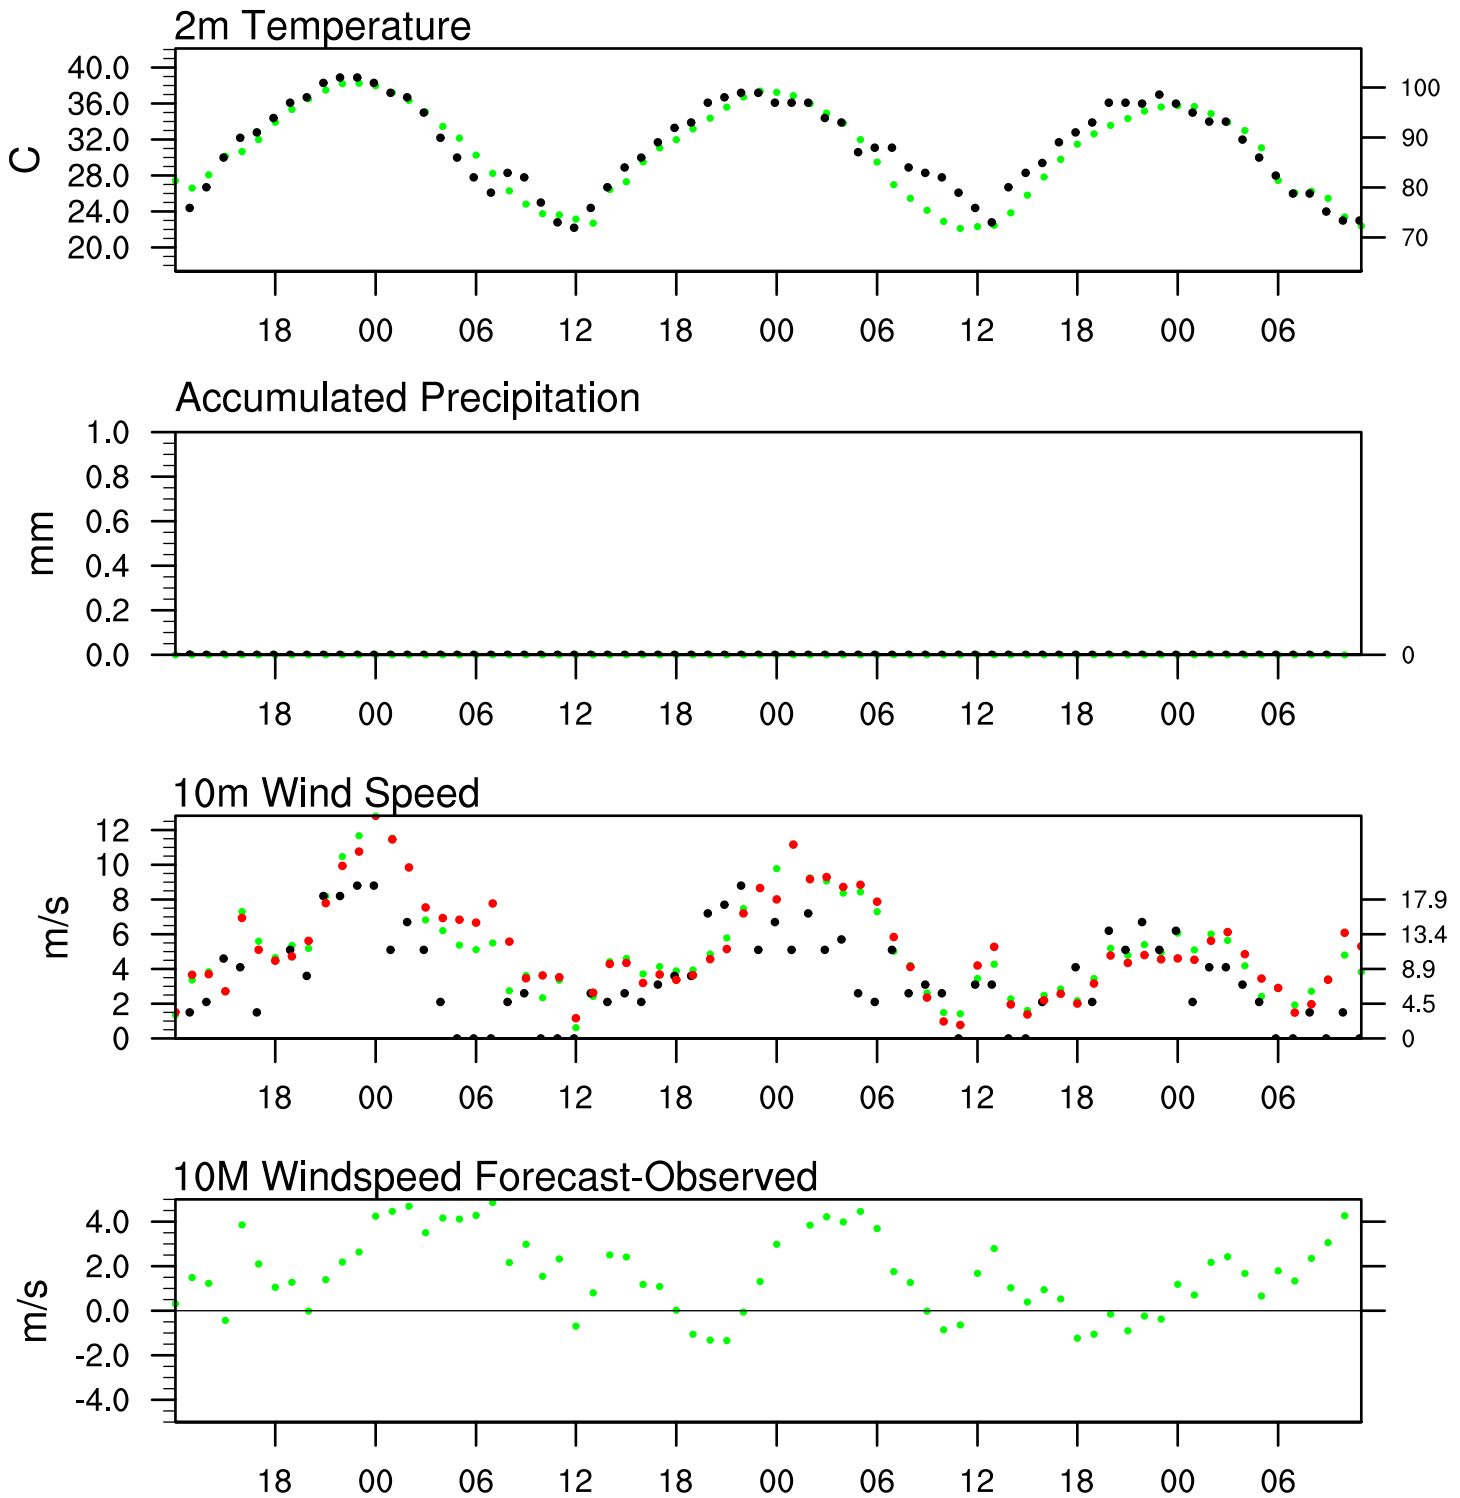 2m Temperature
40.0
36.0
32.0
28.0
24.0
20.0
C
100
90
80
70
18 00 06 12 18 00 06 12 18 00 06
Accumulated Precipitation
1.0
0.8
0.6
0.4
0.2
0.0
mm
0
18 00 06 12 18 00 06 12 18 00 06
10m Wind Speed
12
10
8
6
4
2
0
m/s
17.9
13.4
8.9
4.5
0
18 00 06 12 18 00 06 12 18 00 06
10M Windspeed Forecast-Observed
4.0
2.0
0.0
-2.0
-4.0
m/s
18 00 06 12 18 00 06 12 18 00 06